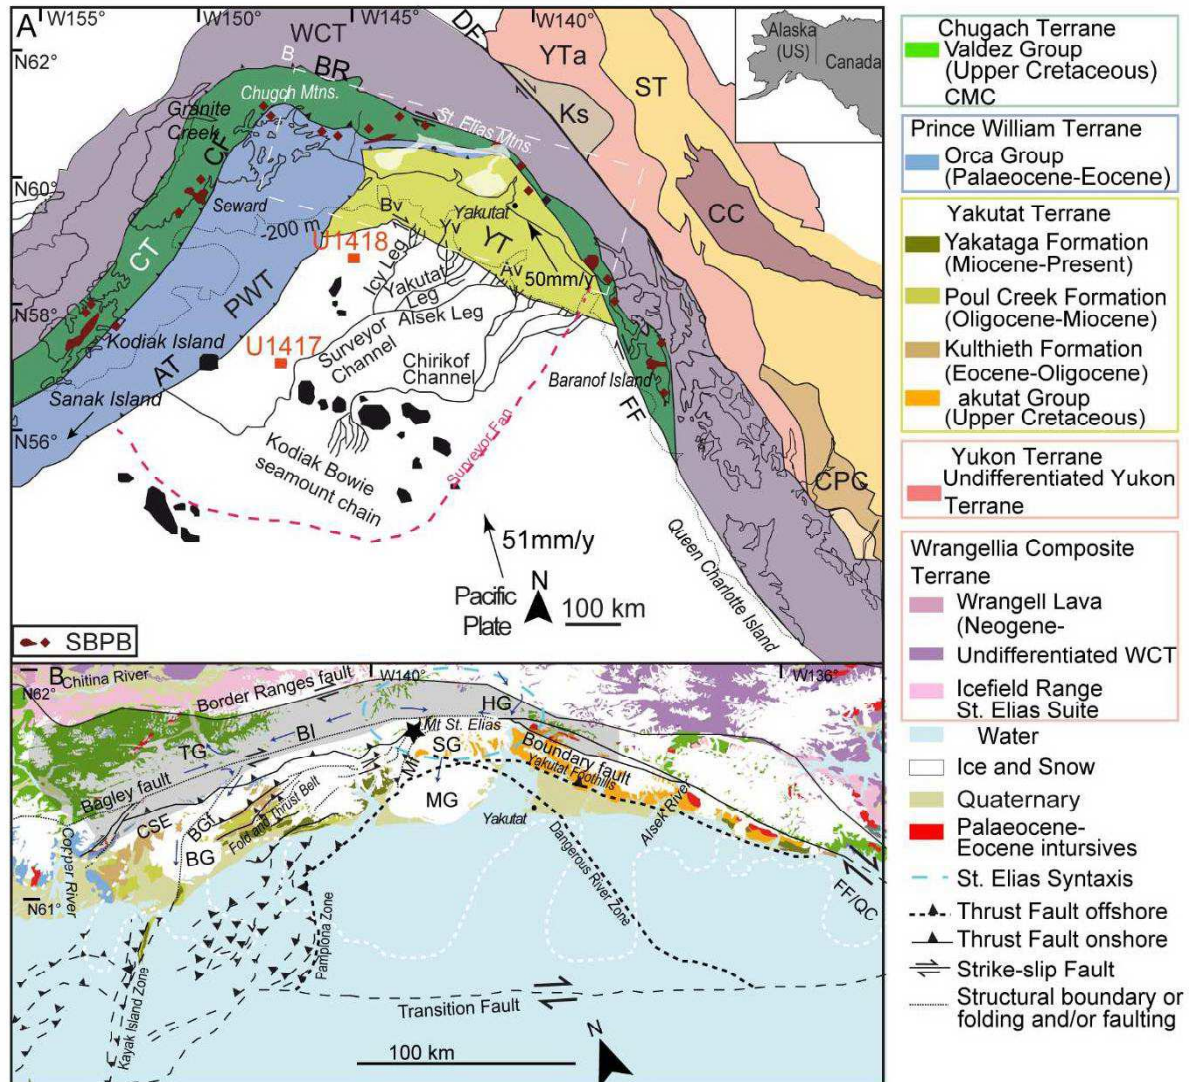 A
W155°
W150°
W145°
W140°
N62°
N60°
N58°
N56°
WCT
DF
YTa
ST
Ks
CC
CPC
B
BR
Chugch Mtns.
St. Elias Mtns.
Granite
Creek
CF
CT
Seward
-200 m
PWT
Bv
Yakutat
Yv
YT
Av
50mm/y
U1418
Icy Leg
Yakutat
Leg
Alsek Leg
U1417
Surveyor
Channel
Chirikof
Channel
Kodiak Island
AT
Sanak Island
Baranof Island
FF
Kodiak Bowie
seamount chain
Surveyor Fan
51mm/y
Pacific
Plate
N
100 km
Queen Charlotte Island
SBPB
Alaska
(US)
Canada
B
N62°
W140°
W136°
N61°
Chitina River
Border Ranges fault
HG
Mt St. Elias
TG
BI
SG
Boundary fault
Yakutat Foothills
Bagley fault
Mf
MG
CSE
BGf
Fold and Thrust Belt
BG
Copper River
Yakutat
Alsek River
Dangerous River Zone
FF/QC
Pamplona Zone
Kayak Island Zone
Transition Fault
100 km
N
Chugach Terrane
Valdez Group
(Upper Cretaceous)
CMC
Prince William Terrane
Orca Group
(Palaeocene-Eocene)
Yakutat Terrane
Yakataga Formation
(Miocene-Present)
Poul Creek Formation
(Oligocene-Miocene)
Kulthieth Formation
(Eocene-Oligocene)
akutat Group
(Upper Cretaceous)
Yukon Terrane
Undifferentiated Yukon
Terrane
Wrangellia Composite
Terrane
Wrangell Lava
(Neogene-
Undifferentiated WCT
Icefield Range
St. Elias Suite
Water
Ice and Snow
Quaternary
Palaeocene-
Eocene intursives
St. Elias Syntaxis
Thrust Fault offshore
Thrust Fault onshore
Strike-slip Fault
Structural boundary or
folding and/or faulting